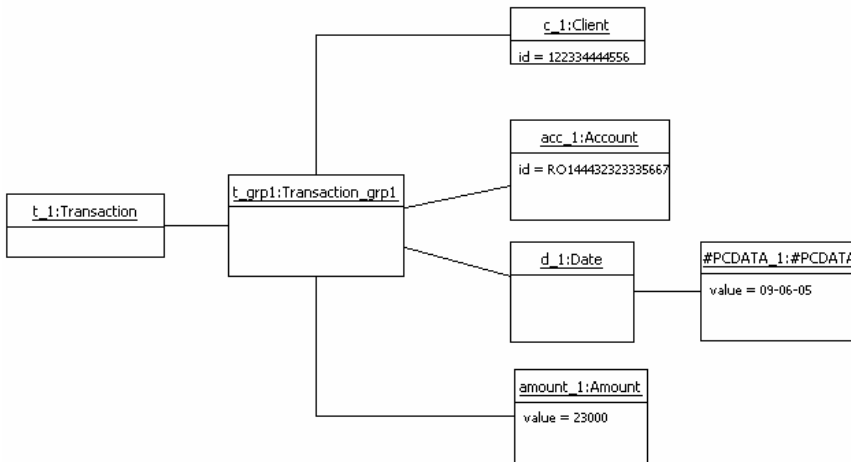 c_1:Client
id = 122334444556
acc_1:Account
id = RO144432323335667
t_grp1:Transaction_grp1
t_1:Transaction
d_1:Date
#PCDATA_1:#PCDATA
value = 09-06-05
amount_1:Amount
value = 23000